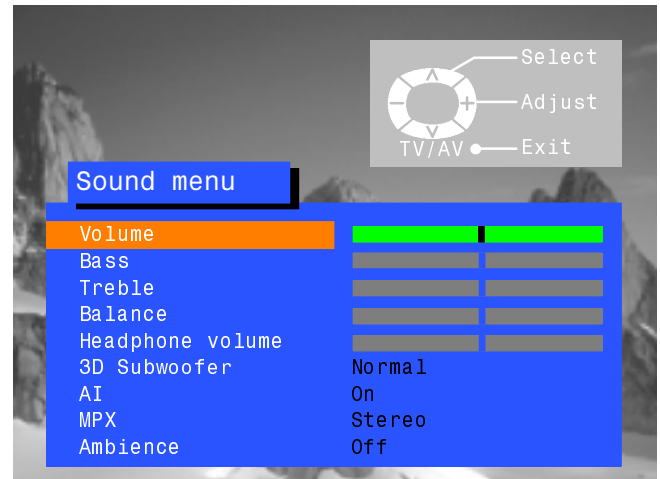 Select
Adjust
TV/AV Exit
Sound menu
Volume
Bass
Treble
Balance
Headphone volume
3D Subwoofer Normal
AI On
MPX Stereo
Ambience Off